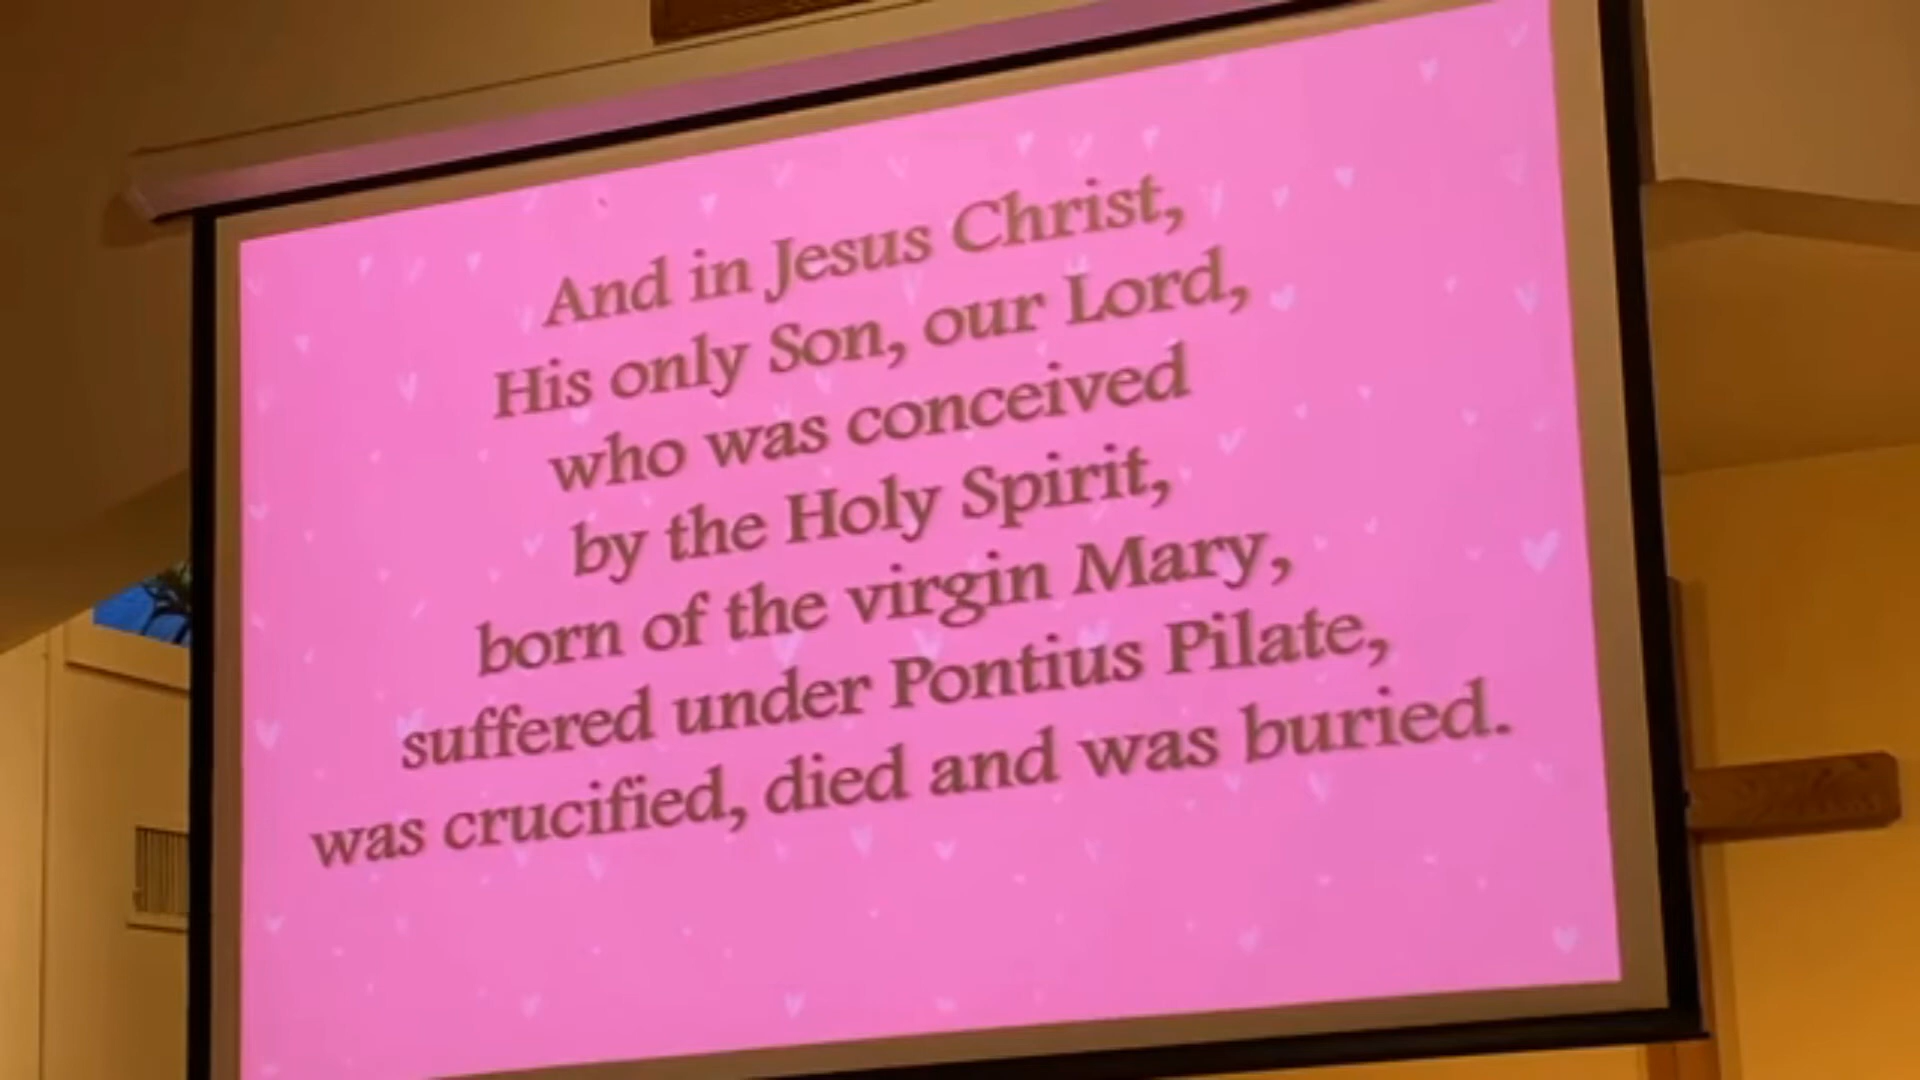 And in Jesus Christ,
His only Son, our Lord,
who was conceived
by the Holy Spirit,
born of the virgin Mary,
suffered under Pontius Pilate,
was crucified, died and was buried.